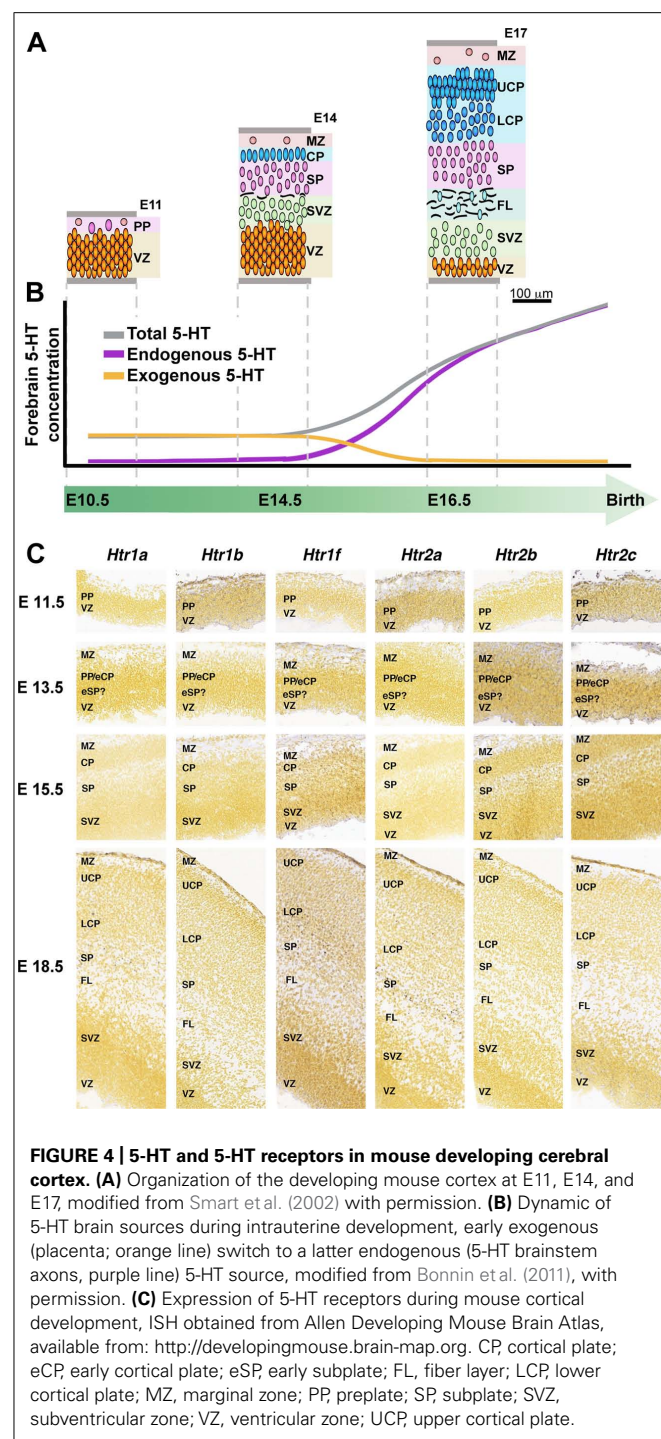 A
E11
PP
VZ
E14
MZ
CP
SP
SVZ
VZ
E17
MZ
UCP
LCP
SP
FL
SVZ
VZ
100 µm
B
Forebrain 5-HT
concentration
Total 5-HT
Endogenous 5-HT
Exogenous 5-HT
E10.5 E14.5 E16.5 Birth
C
Htr1a Htr1b Htr1f Htr2a Htr2b Htr2c
E 11.5
PP PP PP PP PP PP
VZ VZ VZ VZ VZ VZ
E 13.5
MZ MZ MZ MZ MZ MZ
PP/eCP PP/eCP PP/eCP PP/eCP PP/eCP PP/eCP
eSP? eSP? eSP? eSP? eSP? eSP?
VZ VZ VZ VZ VZ VZ
E 15.5
MZ MZ MZ MZ MZ MZ
CP CP CP CP CP CP
SP SP SP SP SP SP
SVZ SVZ SVZ SVZ SVZ SVZ
VZ VZ VZ VZ
E 18.5
MZ MZ MZ MZ MZ
UCP UCP UCP UCP UCP UCP
LCP LCP LCP LCP LCP LCP
SP SP SP SP SP SP
FL FL FL FL FL FL
SVZ SVZ SVZ SVZ SVZ SVZ
VZ VZ VZ VZ VZ VZ
FIGURE 4 | 5-HT and 5-HT receptors in mouse developing cerebral
cortex. (A) Organization of the developing mouse cortex at E11, E14, and
E17, modified from Smart et al. (2002) with permission. (B) Dynamic of
5-HT brain sources during intrauterine development, early exogenous
(placenta; orange line) switch to a latter endogenous (5-HT brainstem
axons, purple line) 5-HT source, modified from Bonnin et al. (2011), with
permission. (C) Expression of 5-HT receptors during mouse cortical
development, ISH obtained from Allen Developing Mouse Brain Atlas,
available from: http://developingmouse.brain-map.org. CP, cortical plate;
eCP, early cortical plate; eSP, early subplate; FL, fiber layer; LCP, lower
cortical plate; MZ, marginal zone; PP, preplate; SP, subplate; SVZ,
subventricular zone; VZ, ventricular zone; UCP, upper cortical plate.